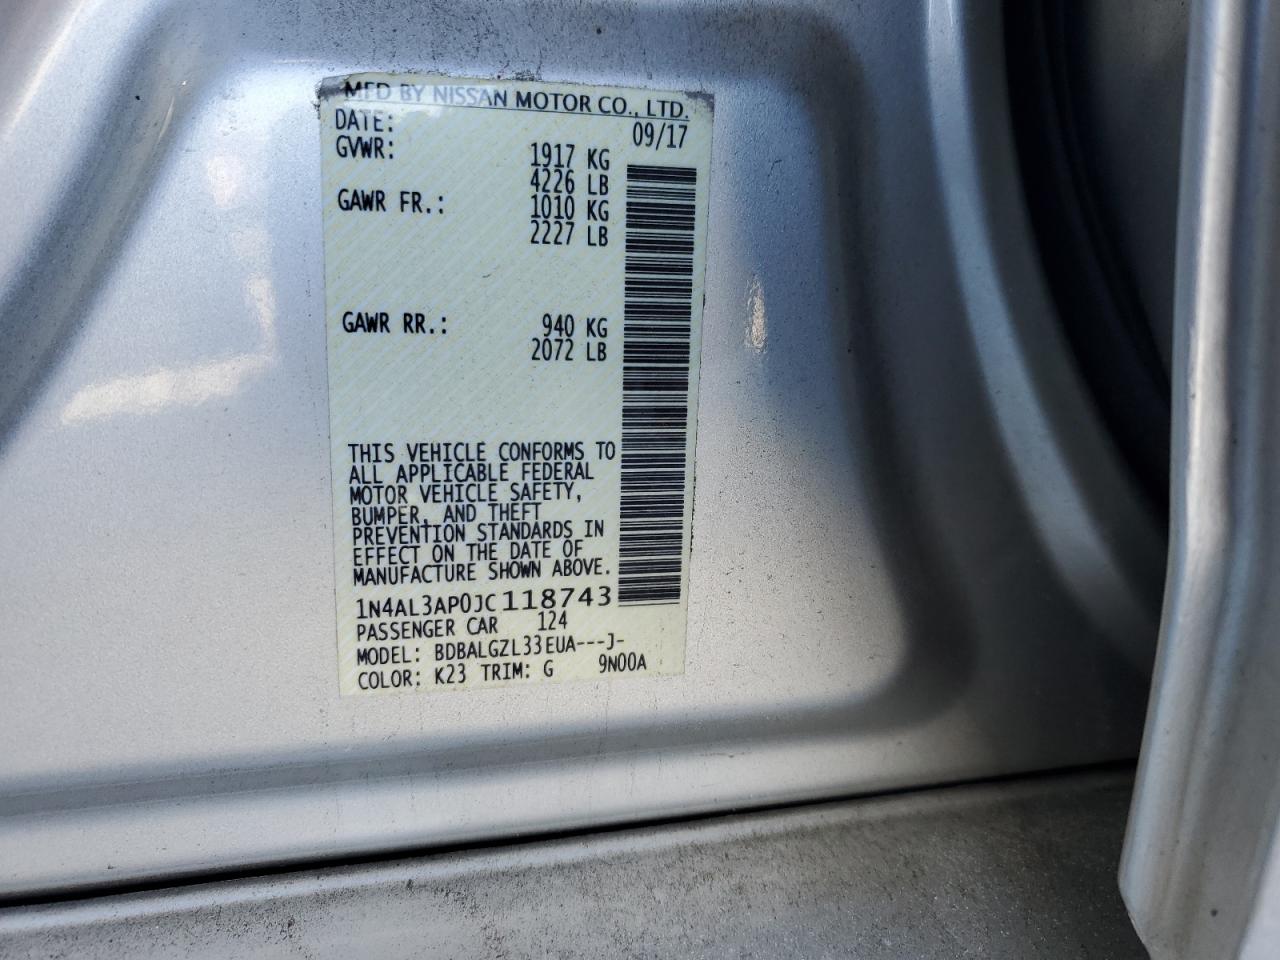 MFD BY NISSAN MOTOR CO., LTD.
DATE: 09/17
GVWR: 1917 KG
4226 LB
GAWR FR.: 1010 KG
2227 LB
GAWR RR.: 940 KG
2072 LB
THIS VEHICLE CONFORMS TO
ALL APPLICABLE FEDERAL
MOTOR VEHICLE SAFETY,
BUMPER, AND THEFT
PREVENTION STANDARDS IN
EFFECT ON THE DATE OF
MANUFACTURE SHOWN ABOVE.
1N4AL3AP0JC118743
PASSENGER CAR 124
MODEL: BDBALGZL33EUA---J-
COLOR: K23 TRIM: G 9N00A